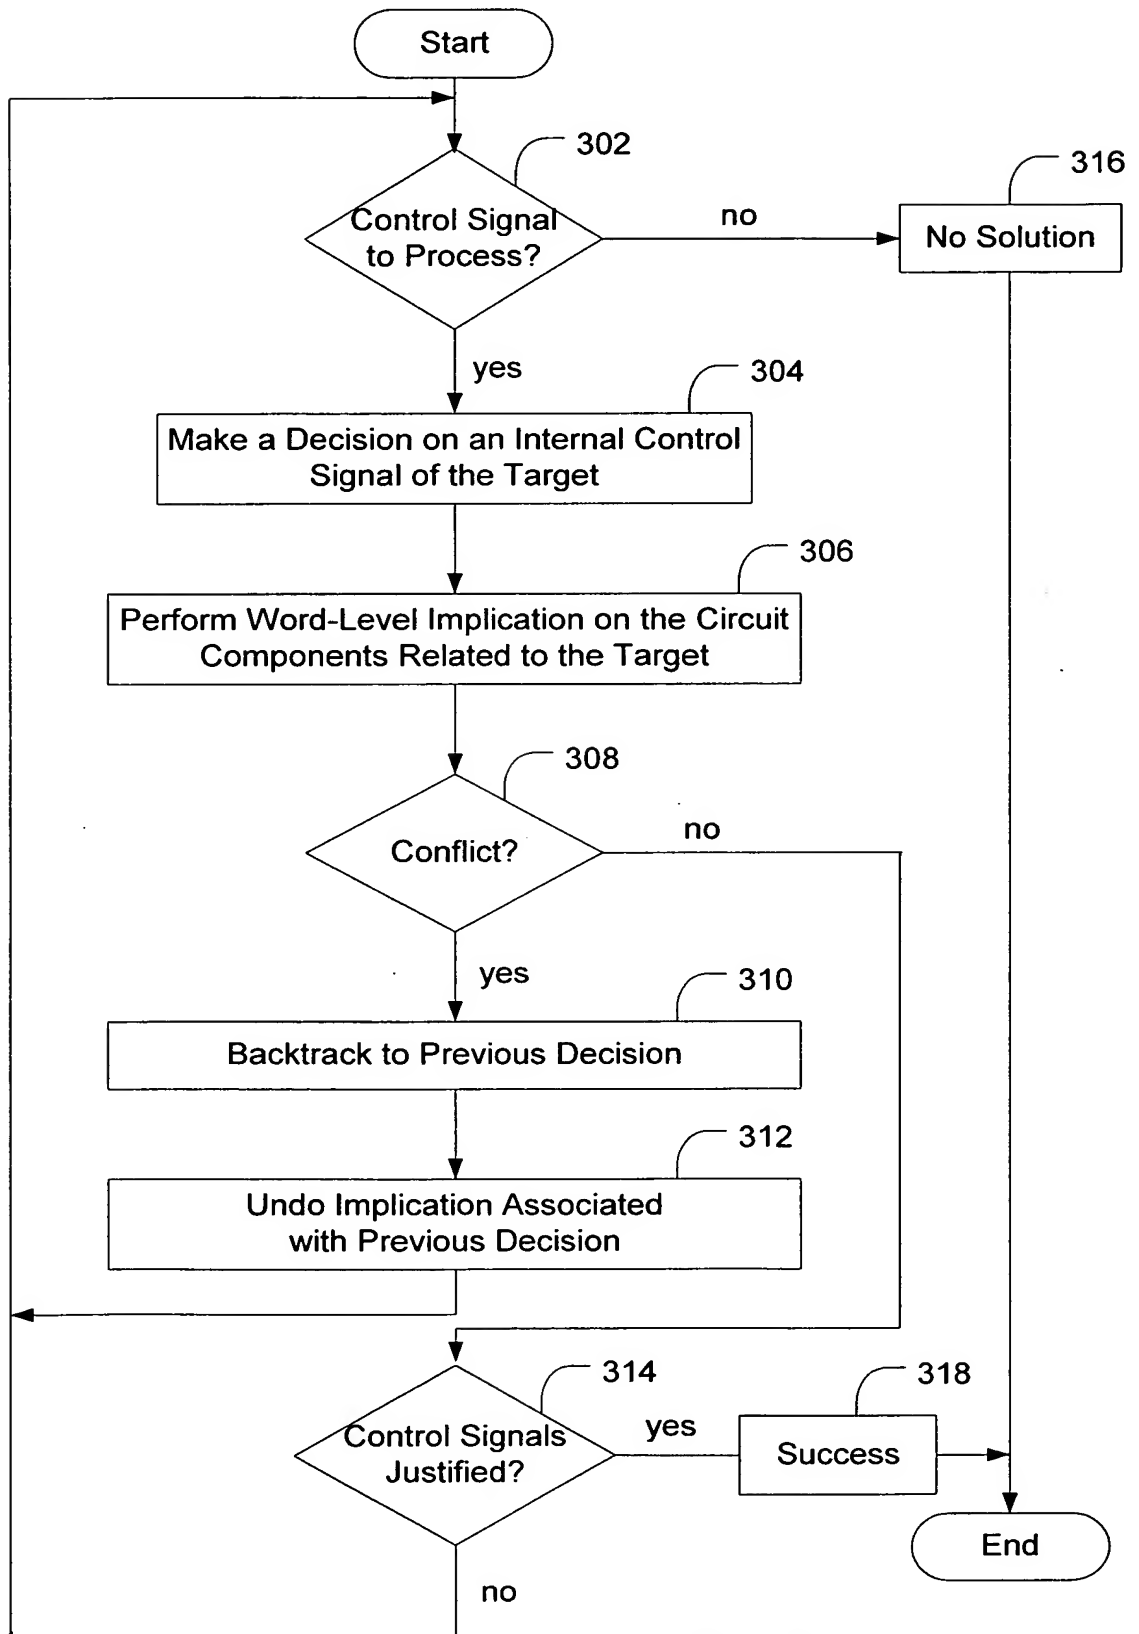 Start
302
316
Control Signal
to Process?
no
No Solution
yes
304
Make a Decision on an Internal Control
Signal of the Target
306
Perform Word-Level Implication on the Circuit
Components Related to the Target
308
no
Conflict?
yes
310
Backtrack to Previous Decision
312
Undo Implication Associated
with Previous Decision
314
318
Control Signals
Justified?
yes
Success
End
no